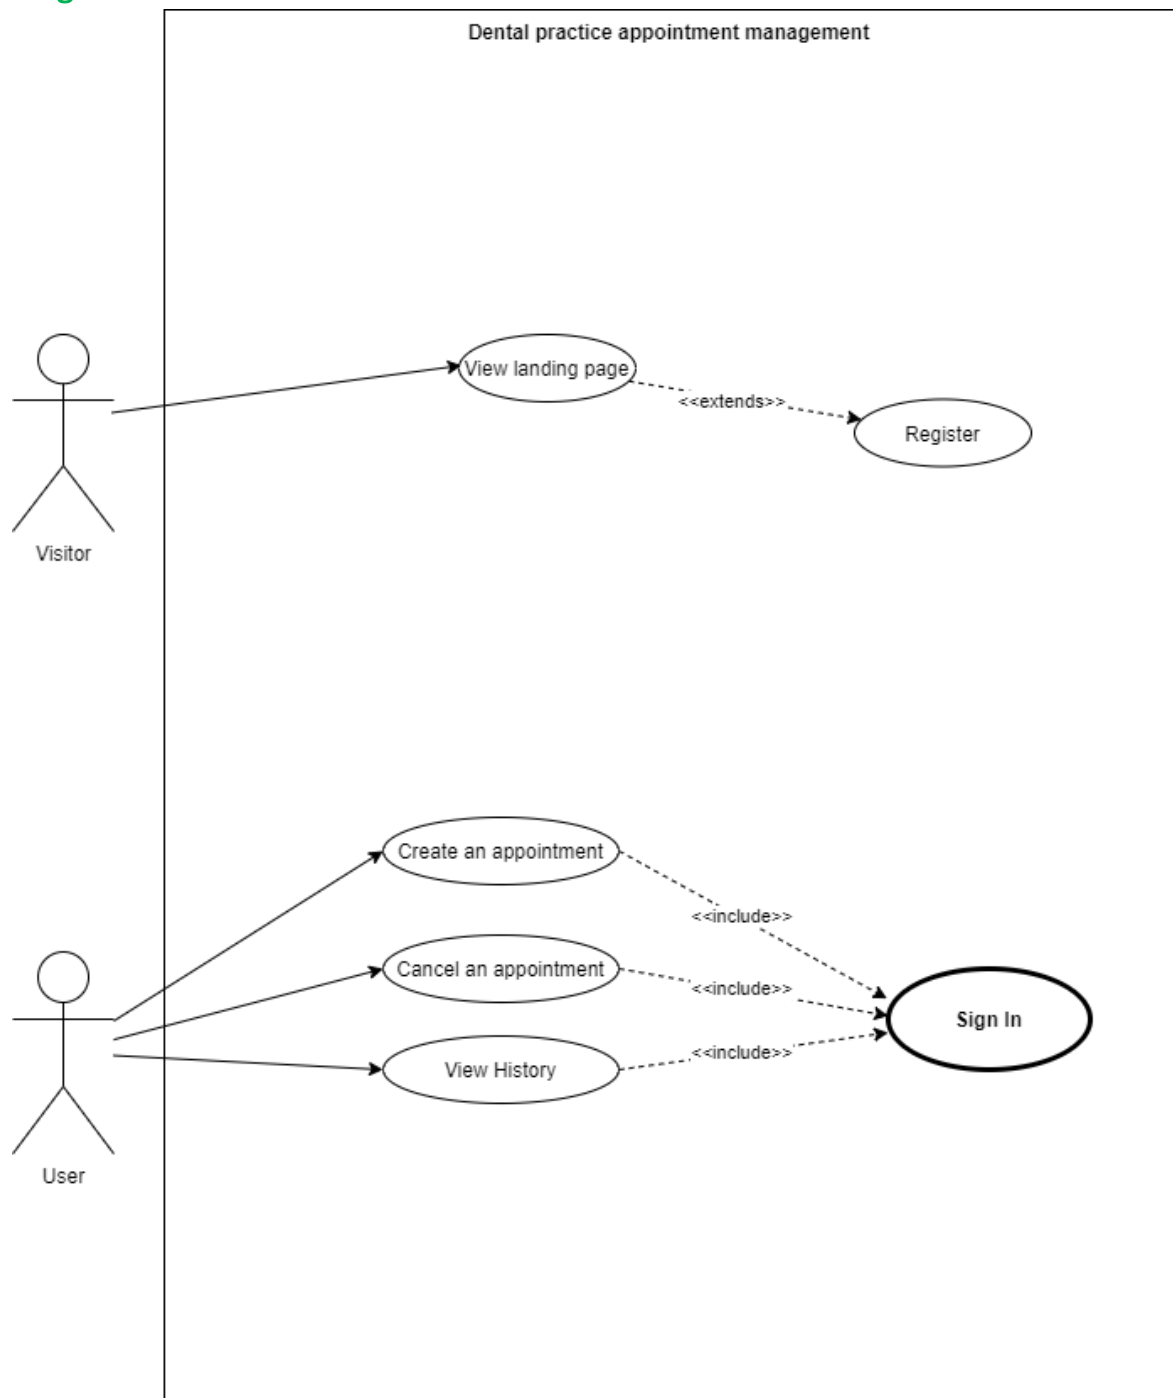 Dental practice appointment management
View landing page
<<extends>>
Register
Visitor
Create an appointment
<<include>>
Cancel an appointment
<<include>>
Sign In
View History
<<include>>
User